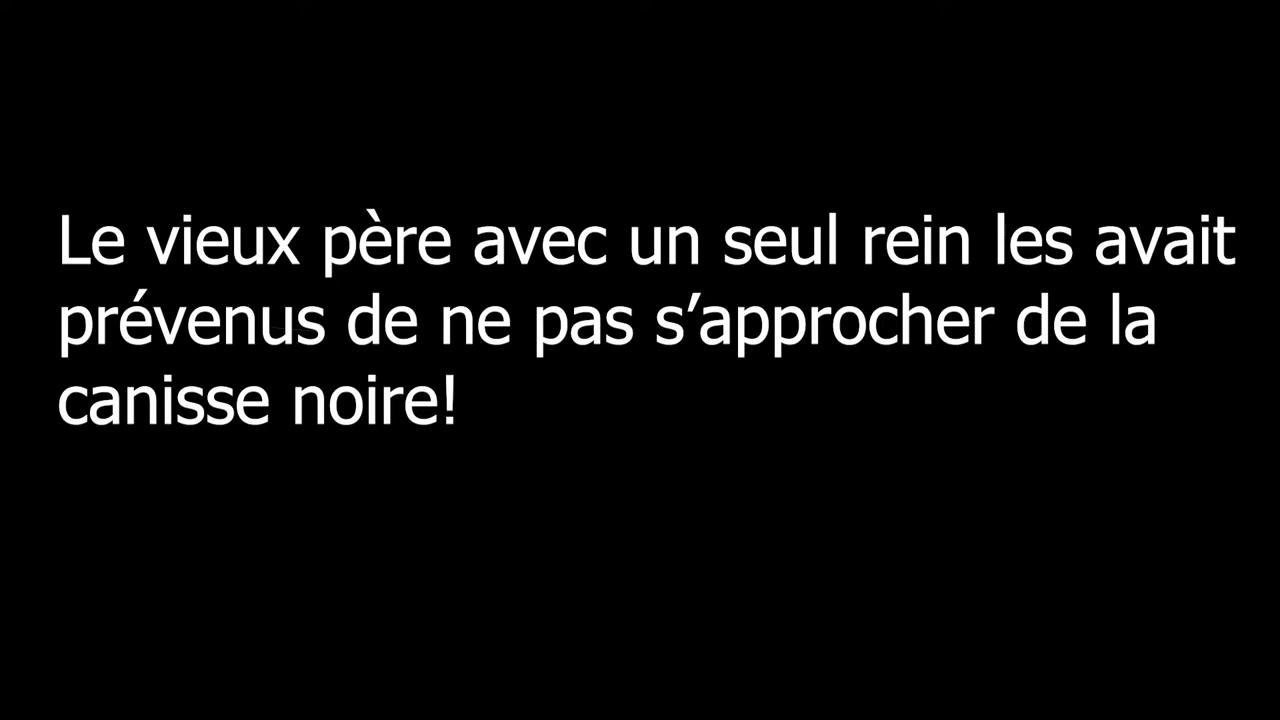 Le vieux père avec un seul rein les avait
prévenus de ne pas s’approcher de la
canisse noire!